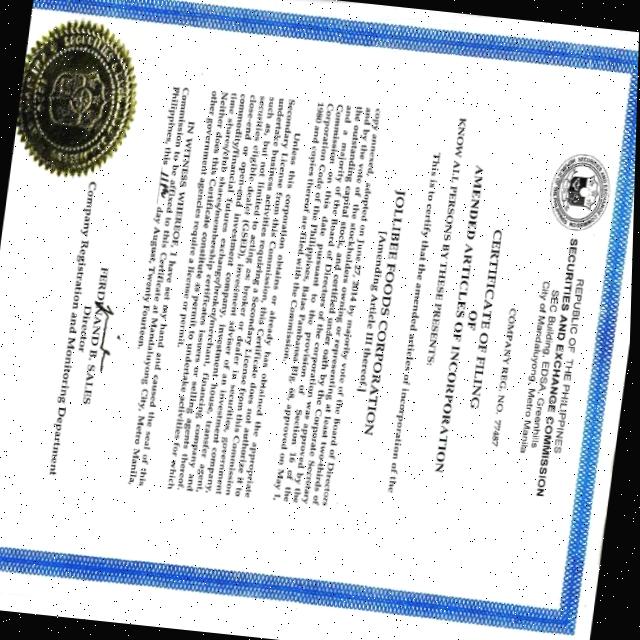 REPUBLIC OF THE PHILIPPINES
SECURITIES AND EXCHANGE COMMISSION
SEC Building, EDSA, Greenhills
City of Mandaluyong, Metro Manila
COMPANY REG. NO. 77487
CERTIFICATE OF FILING
OF
AMENDED ARTICLES OF INCORPORATION
KNOW ALL PERSONS BY THESE PRESENTS:
This is to certify that the amended articles of incorporation of the
JOLLIBEE FOODS CORPORATION
[Amending Article III thereof.]
copy annexed, adopted on June 27, 2014 by majority vote of the Board of Directors
and by the vote of the stockholders owning or representing at least two-thirds of
the outstanding capital stock, and certified under oath by the Corporate Secretary
and a majority of the Board of Directors of the corporation was approved by the
Commission on this date pursuant to the provision of Section 16 of the
Corporation Code of the Philippines, Batas Pambansa Blg. 68, approved on May 1,
1980 and copies thereof are filed with the Commission.
Unless this corporation obtains or already has obtained the appropriate
Secondary License from this Commission, this Certificate does not authorize it to
undertake business activities requiring a Secondary License from this Commission
such as, but not limited to acting as: broker or dealer in securities, government
securities eligible dealer (GSED), investment adviser of an investment company,
close-end or open-end investment company, investment house, transfer agent,
commodity/financial futures exchange/broker/merchant, financing company and
time shares/club shares/membership certificates issuers or selling agents thereof.
Neither does this Certificate constitute as permit to undertake activities for which
other government agencies require a license or permit.
IN WITNESS WHEREOF, I have set my hand and caused the seal of this
Commission to be affixed to this Certificate at Mandaluyong City, Metro Manila,
Philippines, this 11th day August, Twenty Fourteen.
FERDINAND B. SALES
Director
Company Registration and Monitoring Department